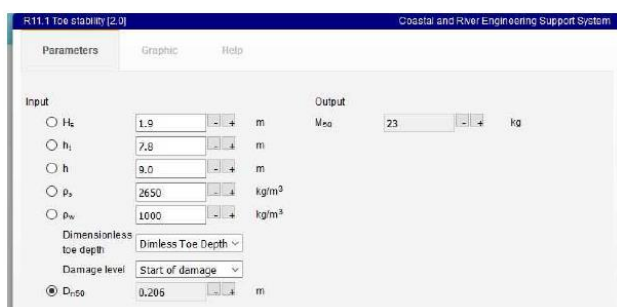 R11.1 Toe stability [2.0] Coastal and River Engineering Support System
Parameters Graphic Help
Input Output
Hs 1.9 - + m M50 23 - + kg
ht 7.8 - + m
h 9.0 - + m
ρs 2650 - + kg/m³
ρw 1000 - + kg/m³
Dimensionless
toe depth Dimless Toe Depth
Damage level Start of damage
Dn50 0.206 - + m